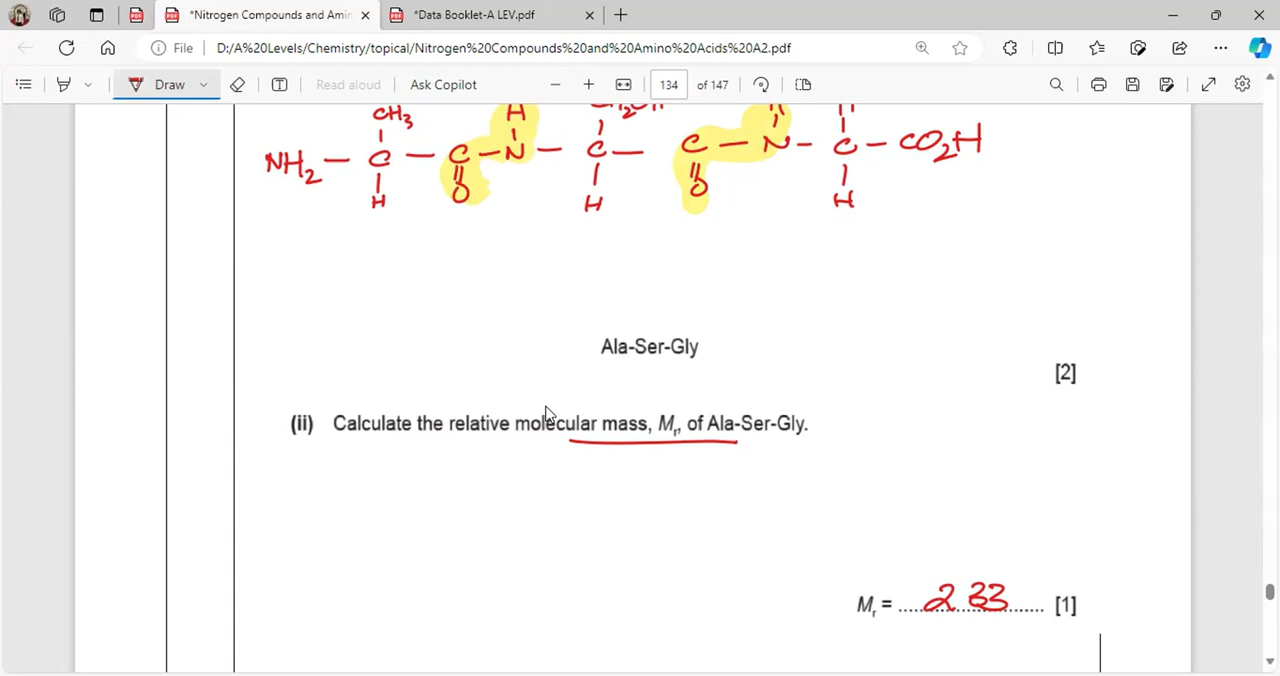 *Nitrogen Compounds and Amin
*Data Booklet-A LEV.pdf
File
D:/A%20Levels/Chemistry/topical/Nitrogen%20Compounds%20and%20Amino%20Acids%20A2.pdf
Draw
Read aloud
Ask Copilot
134 of 147
CH3 H
NH2 — C — C — N — C — C — N — C — CO2H
H O H O H
Ala-Ser-Gly
[2]
(ii) Calculate the relative molecular mass, Mr, of Ala-Ser-Gly.
Mr = 233 [1]